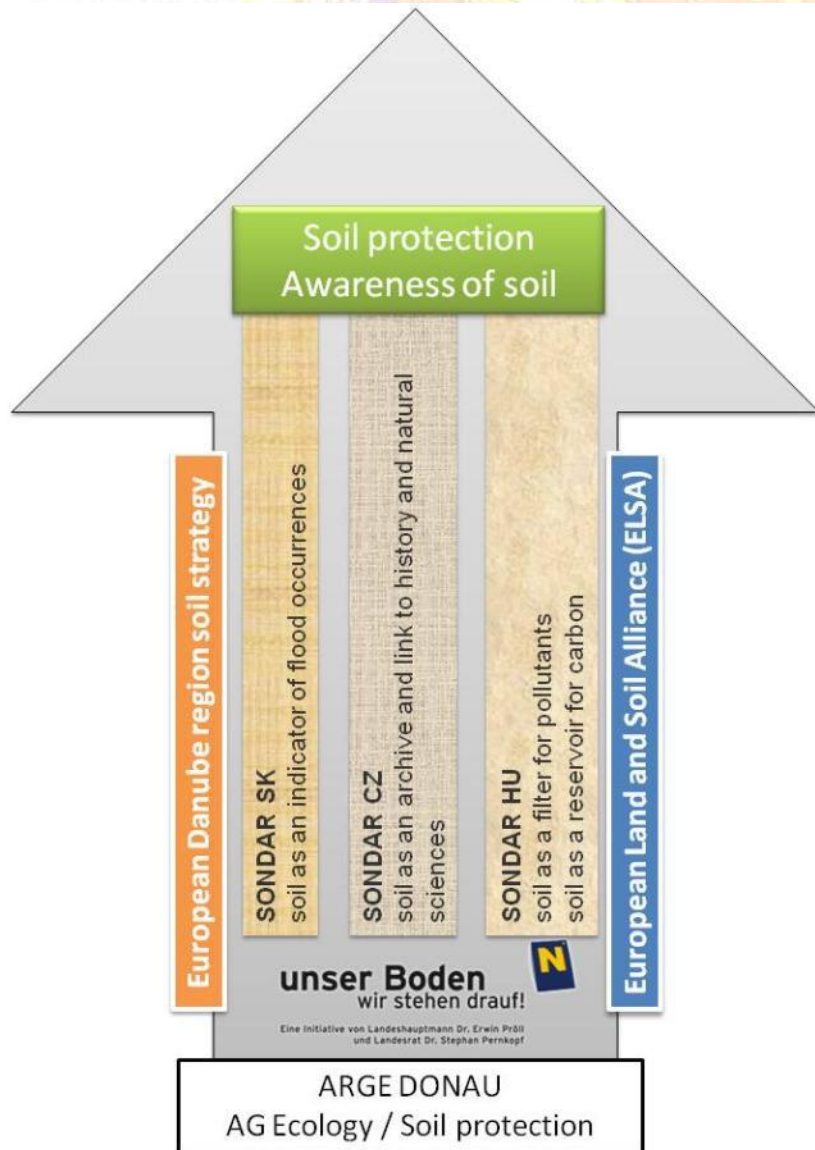 Soil protection
Awareness of soil
European Danube region soil strategy
SONDAR SK
soil as an indicator of flood occurrences
SONDAR CZ
soil as an archive and link to history and natural
sciences
SONDAR HU
soil as a filter for pollutants
soil as a reservoir for carbon
European Land and Soil Alliance (ELSA)
unser Boden
wir stehen drauf!
N
Eine Initiative von Landeshauptmann Dr. Erwin Pröll
und Landesrat Dr. Stephan Pernkopf
ARGE DONAU
AG Ecology / Soil protection